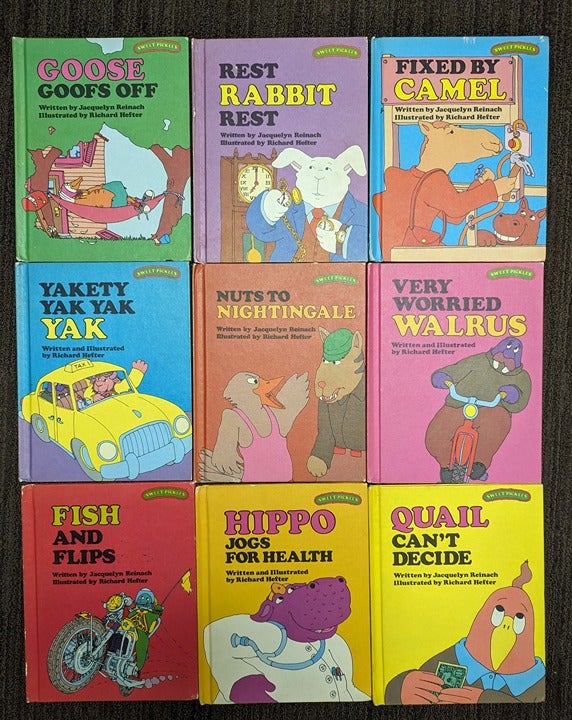 SWEET PICKLES
GOOSE
GOOFS OFF
Written by Jacquelyn Reinach
Illustrated by Richard Hefter
SWEET PICKLES
REST
RABBIT
REST
Written by Jacquelyn Reinach
Illustrated by Richard Hefter
SWEET PICKLES
FIXED BY
CAMEL
Written by Jacquelyn Reinach
Illustrated by Richard Hefter
SWEET PICKLES
YAKETY
YAK YAK
YAK
Written and Illustrated
by Richard Hefter
YAK
SWEET PICKLES
NUTS TO
NIGHTINGALE
Written by Jacquelyn Reinach
Illustrated by Richard Hefter
SWEET PICKLES
VERY
WORRIED
WALRUS
Written and Illustrated
by Richard Hefter
SWEET PICKLES
FISH
AND
FLIPS
Written by Jacquelyn Reinach
Illustrated by Richard Hefter
SWEET PICKLES
HIPPO
JOGS
FOR HEALTH
Written and Illustrated
by Richard Hefter
SWEET PICKLES
QUAIL
CAN'T
DECIDE
Written by Jacquelyn Reinach
Illustrated by Richard Hefter